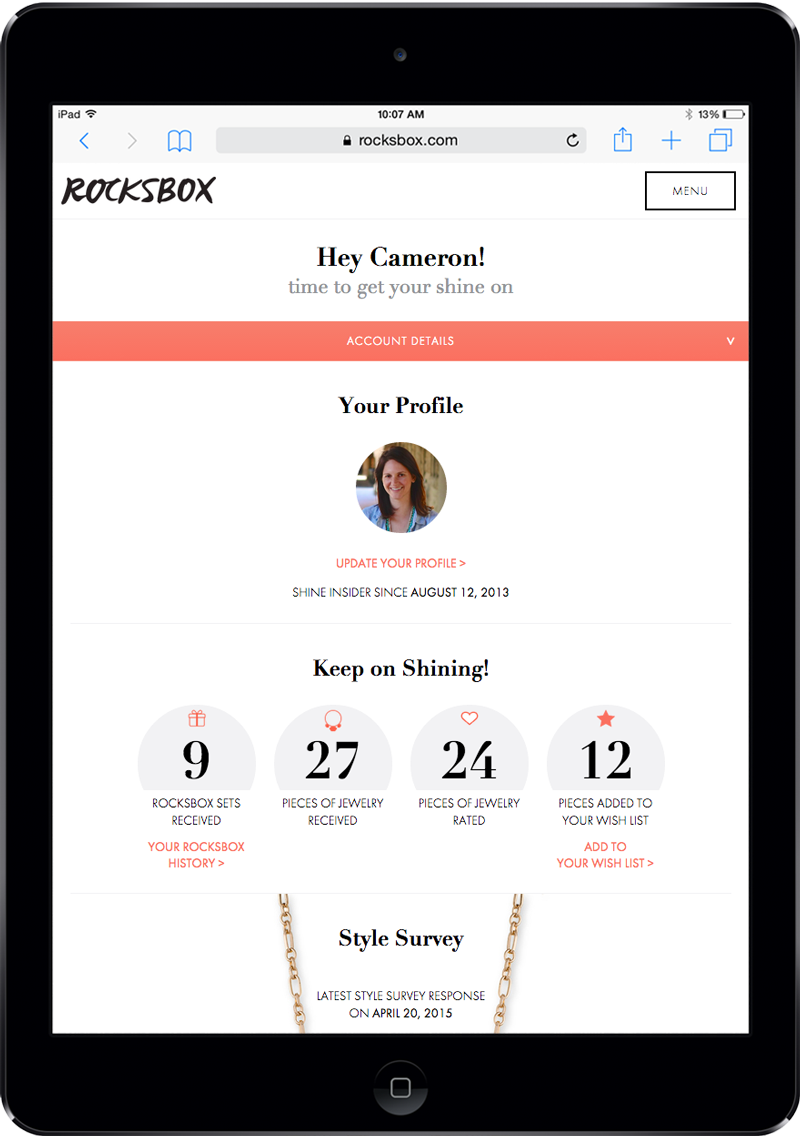 iPad 10:07 AM 13%
rocksbox.com
ROCKSBOX MENU
Hey Cameron!
time to get your shine on
ACCOUNT DETAILS
Your Profile
UPDATE YOUR PROFILE >
SHINE INSIDER SINCE AUGUST 12, 2013
Keep on Shining!
9 27 24 12
ROCKSBOX SETS PIECES OF JEWELRY PIECES OF JEWELRY PIECES ADDED TO
RECEIVED RECEIVED RATED YOUR WISH LIST
YOUR ROCKSBOX ADD TO
HISTORY > YOUR WISH LIST >
Style Survey
LATEST STYLE SURVEY RESPONSE
ON APRIL 20, 2015